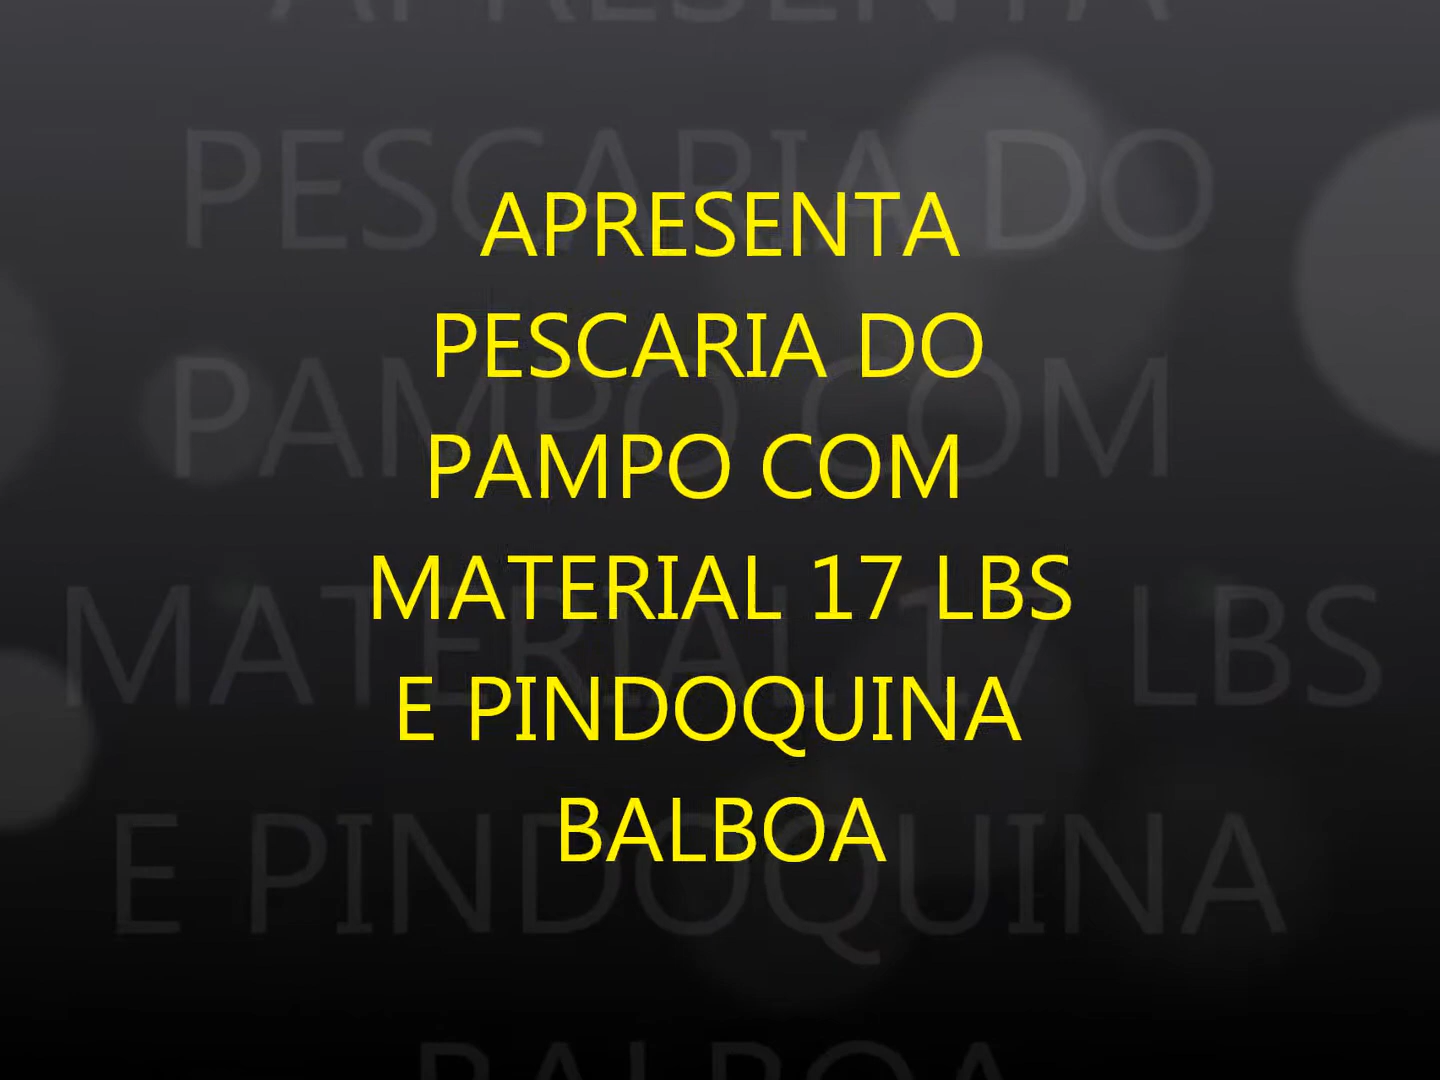 APRESENTA
PESCARIA DO
PAMPO COM
MATERIAL 17 LBS
E PINDOQUINA
BALBOA